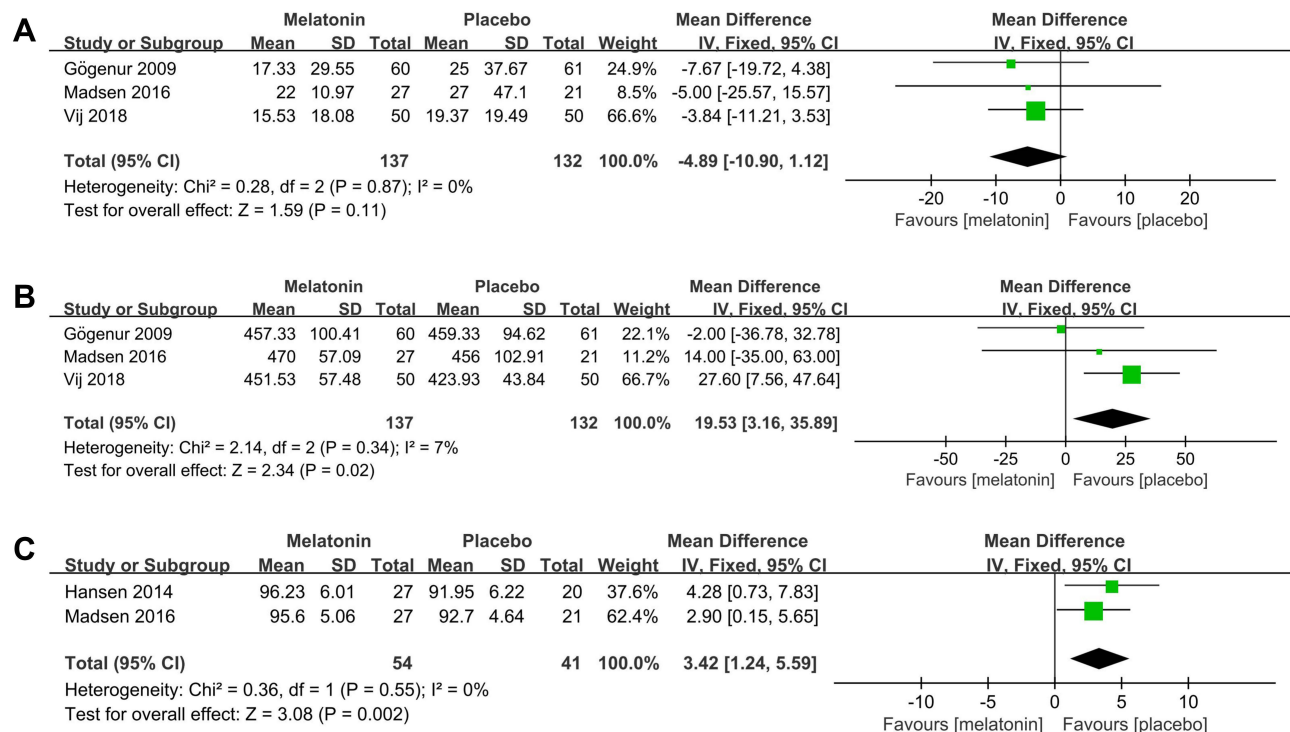 A
Melatonin Placebo Mean Difference Mean Difference
Study or Subgroup Mean SD Total Mean SD Total Weight IV, Fixed, 95% CI IV, Fixed, 95% CI
Gögenur 2009 17.33 29.55 60 25 37.67 61 24.9% -7.67 [-19.72, 4.38]
Madsen 2016 22 10.97 27 27 47.1 21 8.5% -5.00 [-25.57, 15.57]
Vij 2018 15.53 18.08 50 19.37 19.49 50 66.6% -3.84 [-11.21, 3.53]
Total (95% CI) 137 132 100.0% -4.89 [-10.90, 1.12]
Heterogeneity: Chi² = 0.28, df = 2 (P = 0.87); I² = 0%
Test for overall effect: Z = 1.59 (P = 0.11)
-20 -10 0 10 20
Favours [melatonin] Favours [placebo]
B
Melatonin Placebo Mean Difference Mean Difference
Study or Subgroup Mean SD Total Mean SD Total Weight IV, Fixed, 95% CI IV, Fixed, 95% CI
Gögenur 2009 457.33 100.41 60 459.33 94.62 61 22.1% -2.00 [-36.78, 32.78]
Madsen 2016 470 57.09 27 456 102.91 21 11.2% 14.00 [-35.00, 63.00]
Vij 2018 451.53 57.48 50 423.93 43.84 50 66.7% 27.60 [7.56, 47.64]
Total (95% CI) 137 132 100.0% 19.53 [3.16, 35.89]
Heterogeneity: Chi² = 2.14, df = 2 (P = 0.34); I² = 7%
Test for overall effect: Z = 2.34 (P = 0.02)
-50 -25 0 25 50
Favours [melatonin] Favours [placebo]
C
Melatonin Placebo Mean Difference Mean Difference
Study or Subgroup Mean SD Total Mean SD Total Weight IV, Fixed, 95% CI IV, Fixed, 95% CI
Hansen 2014 96.23 6.01 27 91.95 6.22 20 37.6% 4.28 [0.73, 7.83]
Madsen 2016 95.6 5.06 27 92.7 4.64 21 62.4% 2.90 [0.15, 5.65]
Total (95% CI) 54 41 100.0% 3.42 [1.24, 5.59]
Heterogeneity: Chi² = 0.36, df = 1 (P = 0.55); I² = 0%
Test for overall effect: Z = 3.08 (P = 0.002)
-10 -5 0 5 10
Favours [melatonin] Favours [placebo]